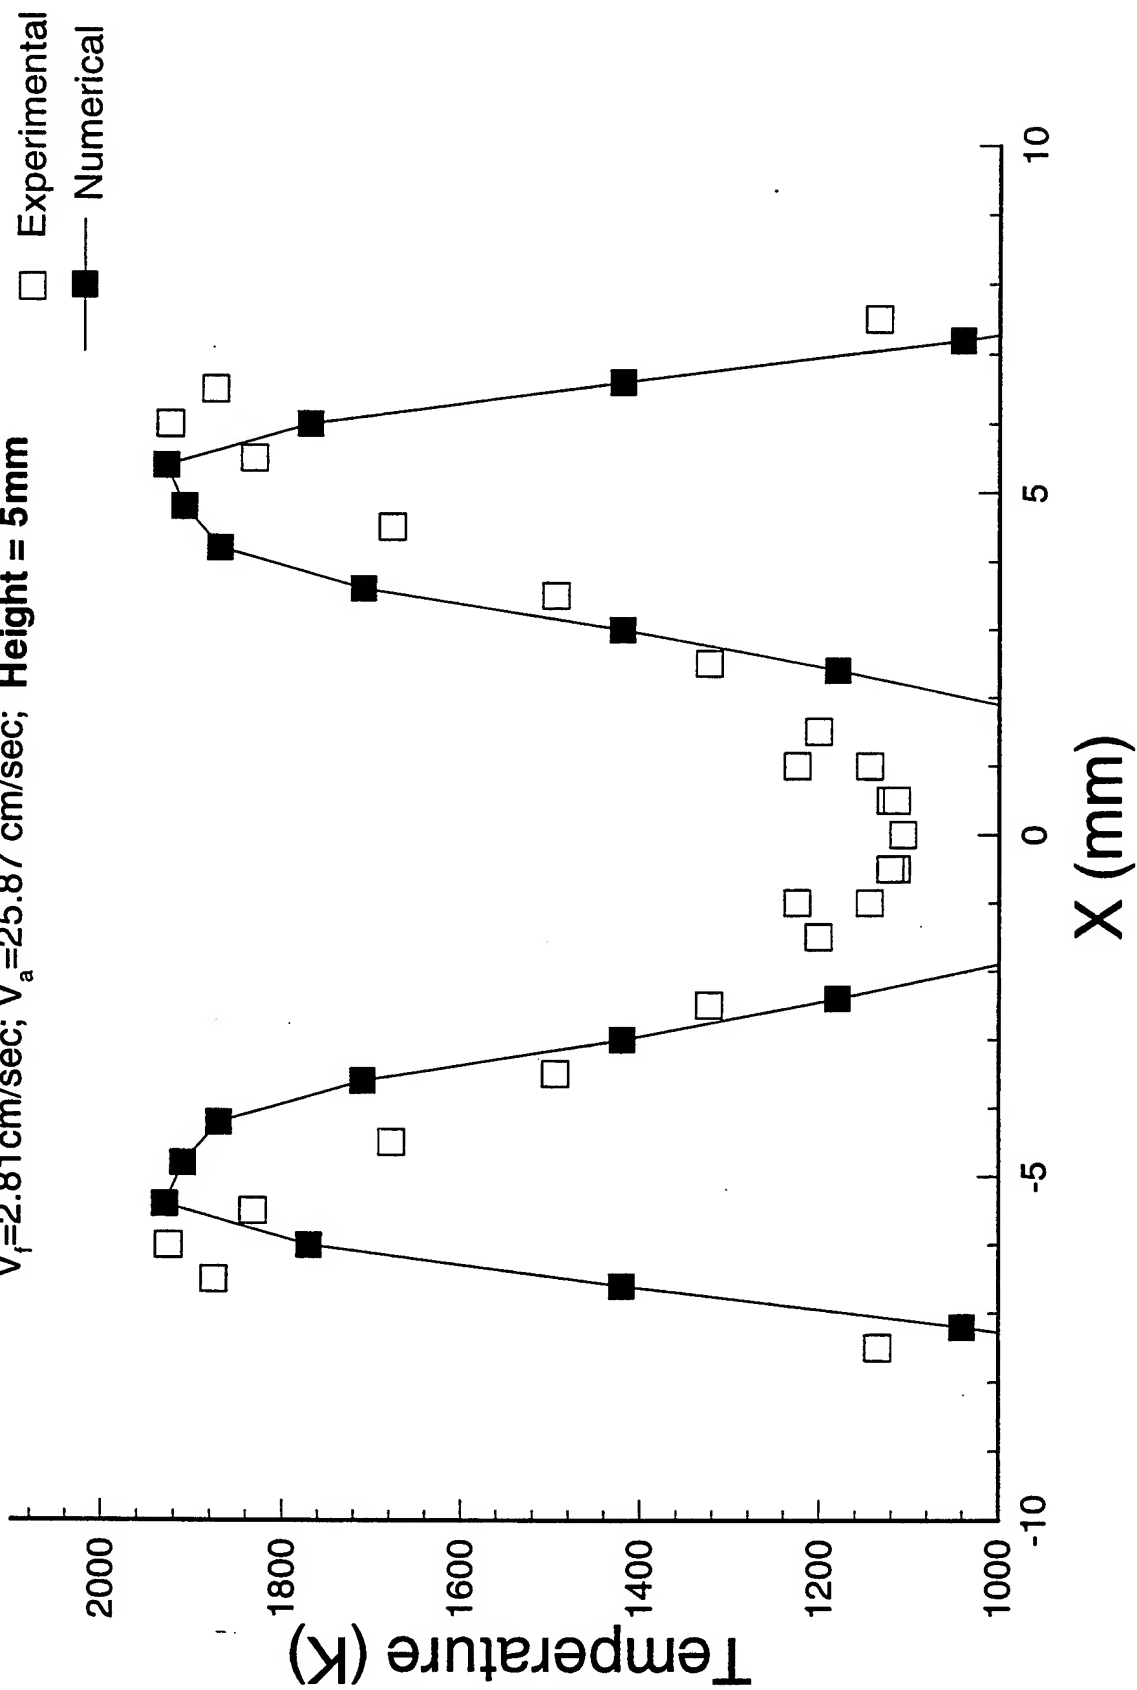 V_f=2.81cm/sec; V_a=25.87 cm/sec; Height = 5mm
Experimental
Numerical
Temperature (K)
2000
1800
1600
1400
1200
1000
-10
-5
0
5
10
X (mm)